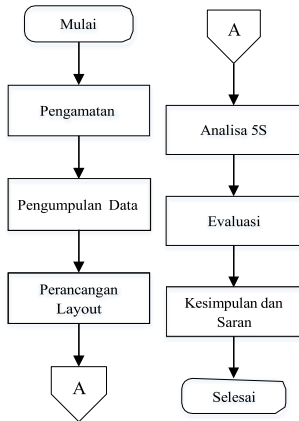 Mulai
Pengamatan
Pengumpulan Data
Perancangan
Layout
A
A
Analisa 5S
Evaluasi
Kesimpulan dan
Saran
Selesai